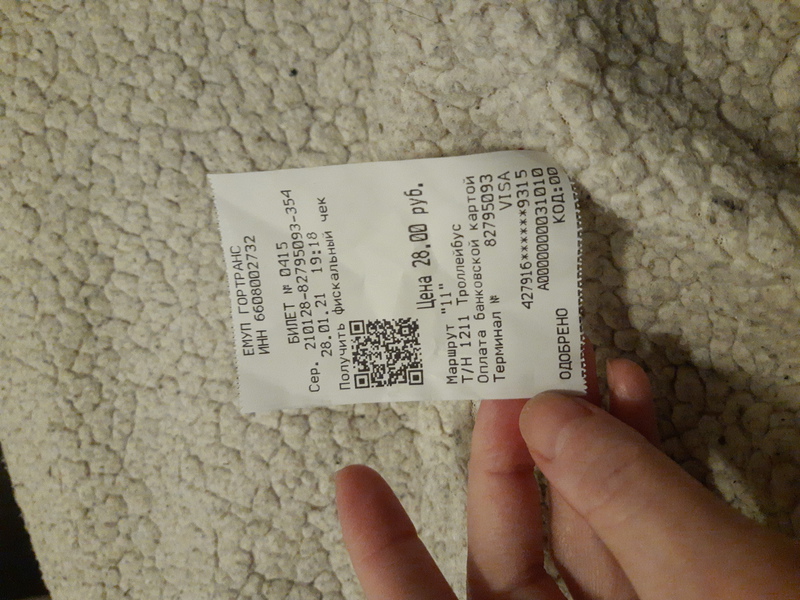 ЕМУП ГОРТРАНС
ИНН 6608002732
БИЛЕТ № 0415
Сер. 210128-82795093-354
28.01.21 19:18
Получить фискальный чек
Цена 28.00 руб.
Маршрут "11"
Т/Н 1211 Троллейбус
Оплата банковской картой
Терминал № 82795093
VISA
427916******9315
A0000000031010
ОДОБРЕНО КОД:00